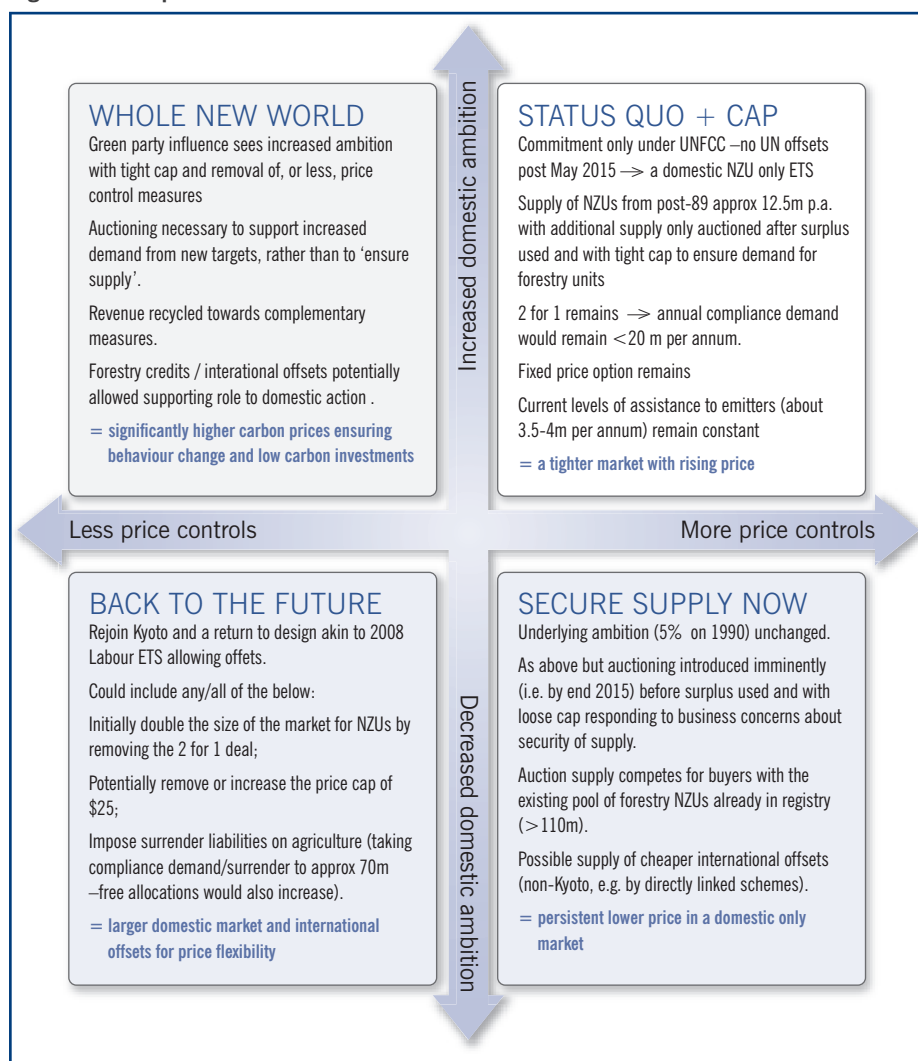 WHOLE NEW WORLD
Green party influence sees increased ambition
with tight cap and removal of, or less, price
control measures
Auctioning necessary to support increased
demand from new targets, rather than to ‘ensure
supply’.
Revenue recycled towards complementary
measures.
Forestry credits / interational offsets potentially
allowed supporting role to domestic action .
= significantly higher carbon prices ensuring
behaviour change and low carbon investments
Increased domestic ambition
STATUS QUO + CAP
Commitment only under UNFCC –no UN offsets
post May 2015 –> a domestic NZU only ETS
Supply of NZUs from post-89 approx 12.5m p.a.
with additional supply only auctioned after surplus
used and with tight cap to ensure demand for
forestry units
2 for 1 remains –> annual compliance demand
would remain <20 m per annum.
Fixed price option remains
Current levels of assistance to emitters (about
3.5-4m per annum) remain constant
= a tighter market with rising price
Less price controls
More price controls
BACK TO THE FUTURE
Rejoin Kyoto and a return to design akin to 2008
Labour ETS allowing offets.
Could include any/all of the below:
Initially double the size of the market for NZUs by
removing the 2 for 1 deal;
Potentially remove or increase the price cap of
$25;
Impose surrender liabilities on agriculture (taking
compliance demand/surrender to approx 70m
–free allocations would also increase).
= larger domestic market and international
offsets for price flexibility
Decreased domestic ambition
SECURE SUPPLY NOW
Underlying ambition (5% on 1990) unchanged.
As above but auctioning introduced imminently
(i.e. by end 2015) before surplus used and with
loose cap responding to business concerns about
security of supply.
Auction supply competes for buyers with the
existing pool of forestry NZUs already in registry
(>110m).
Possible supply of cheaper international offsets
(non-Kyoto, e.g. by directly linked schemes).
= persistent lower price in a domestic only
market